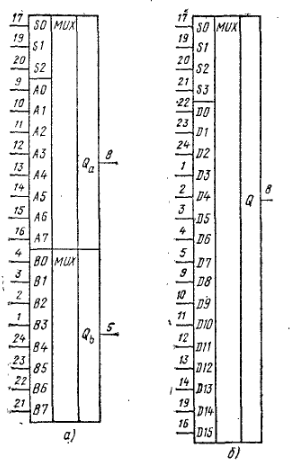 17 S0 MUX
19 S1
20 S2
9 A0
10 A1
11 A2
12 A3
13 A4 Qa 8
14 A5
15 A6
16 A7
4 B0 MUX
3 B1
2 B2
1 B3 Qb 5
24 B4
23 B5
22 B6
21 B7
а)
17 S0 MUX
19 S1
20 S2
21 S3
22 D0
23 D1
24 D2
1 D3
2 D4 Q 8
3 D5
4 D6
5 D7
9 D8
10 D9
11 D10
12 D11
13 D12
14 D13
19 D14
16 D15
б)